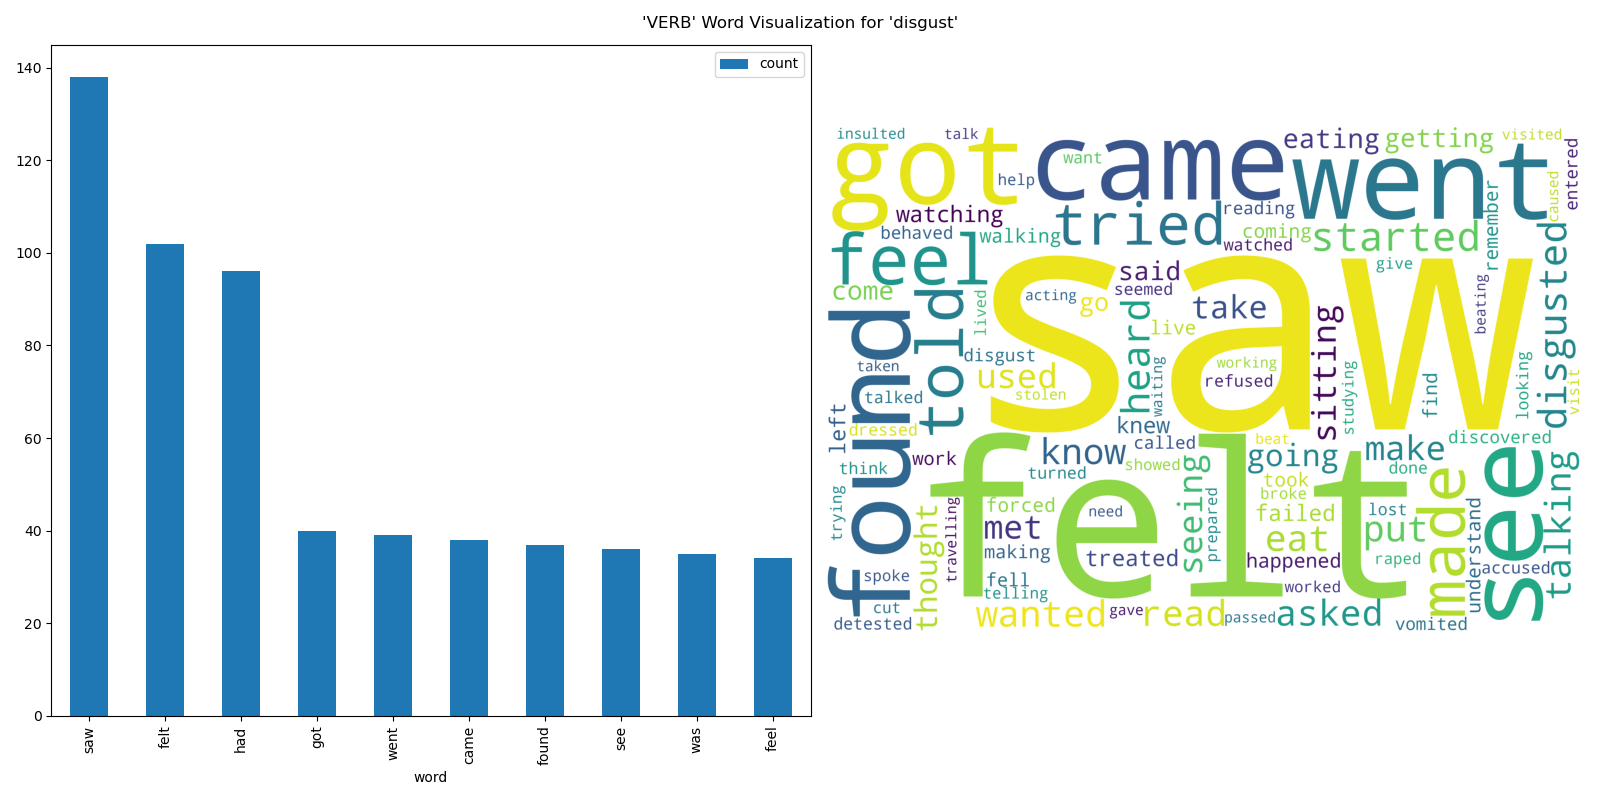 'VERB' Word Visualization for 'disgust'
count
140
120
100
80
60
40
20
0
saw
felt
had
got
went
came
found
see
was
feel
word
insulted
talk
got
want
help
came
eating
getting
visited
went
entered
caused
watching
behaved
walking
tried
reading
watched
coming
started
remember
feel
come
told
lived
acting
said
seemed
go
take
give
beating
disgusted
saw
found
taken
talked
disgust
used
stolen
heard
live
waiting
working
refused
sitting
studying
find
looking
visit
left
dressed
think
work
know
knew
called
turned
showed
beat
going
make
discovered
done
felt
trying
thought
travelling
forced
met
making
need
treated
seeing
prepared
took
broke
failed
eat
happened
lost
put
raped
made
understand
see
accused
talking
spoke
cut
detested
fell
telling
wanted
gave
read
passed
worked
asked
vomited